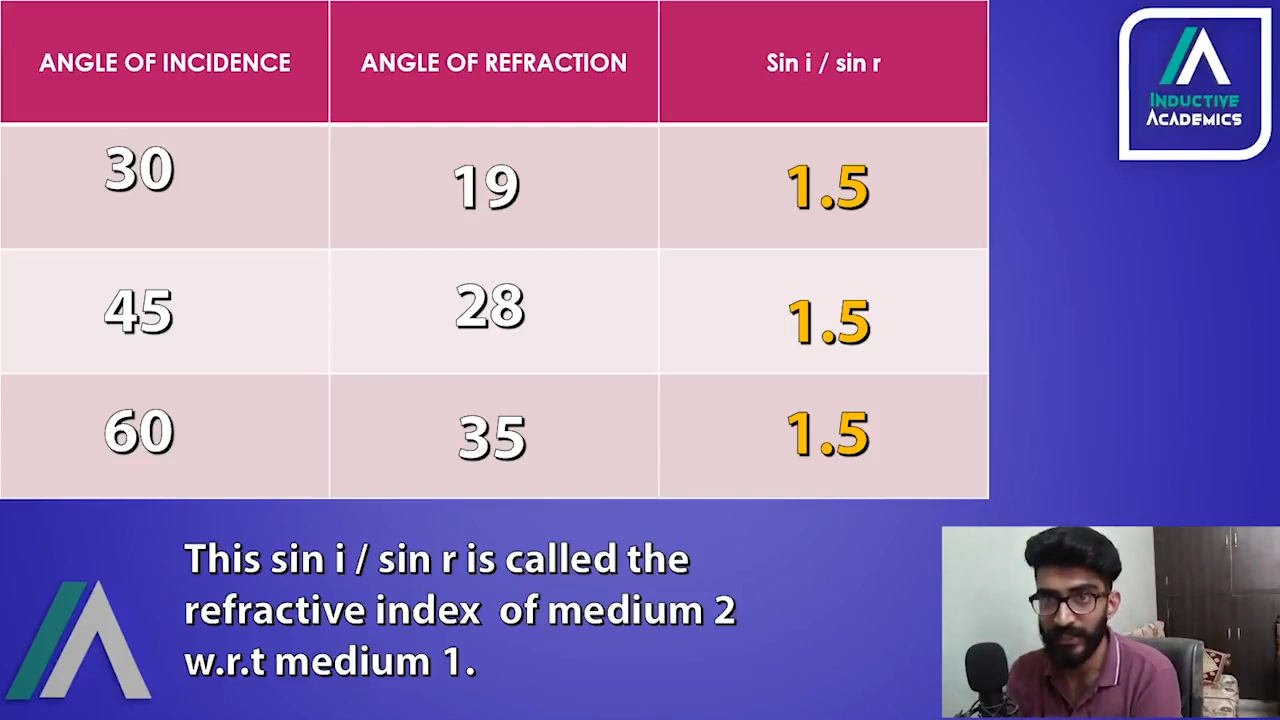 ANGLE OF INCIDENCE ANGLE OF REFRACTION Sin i / sin r
30 19 1.5
45 28 1.5
60 35 1.5
This sin i / sin r is called the
refractive index of medium 2
w.r.t medium 1.
INDUCTIVE
ACADEMICS